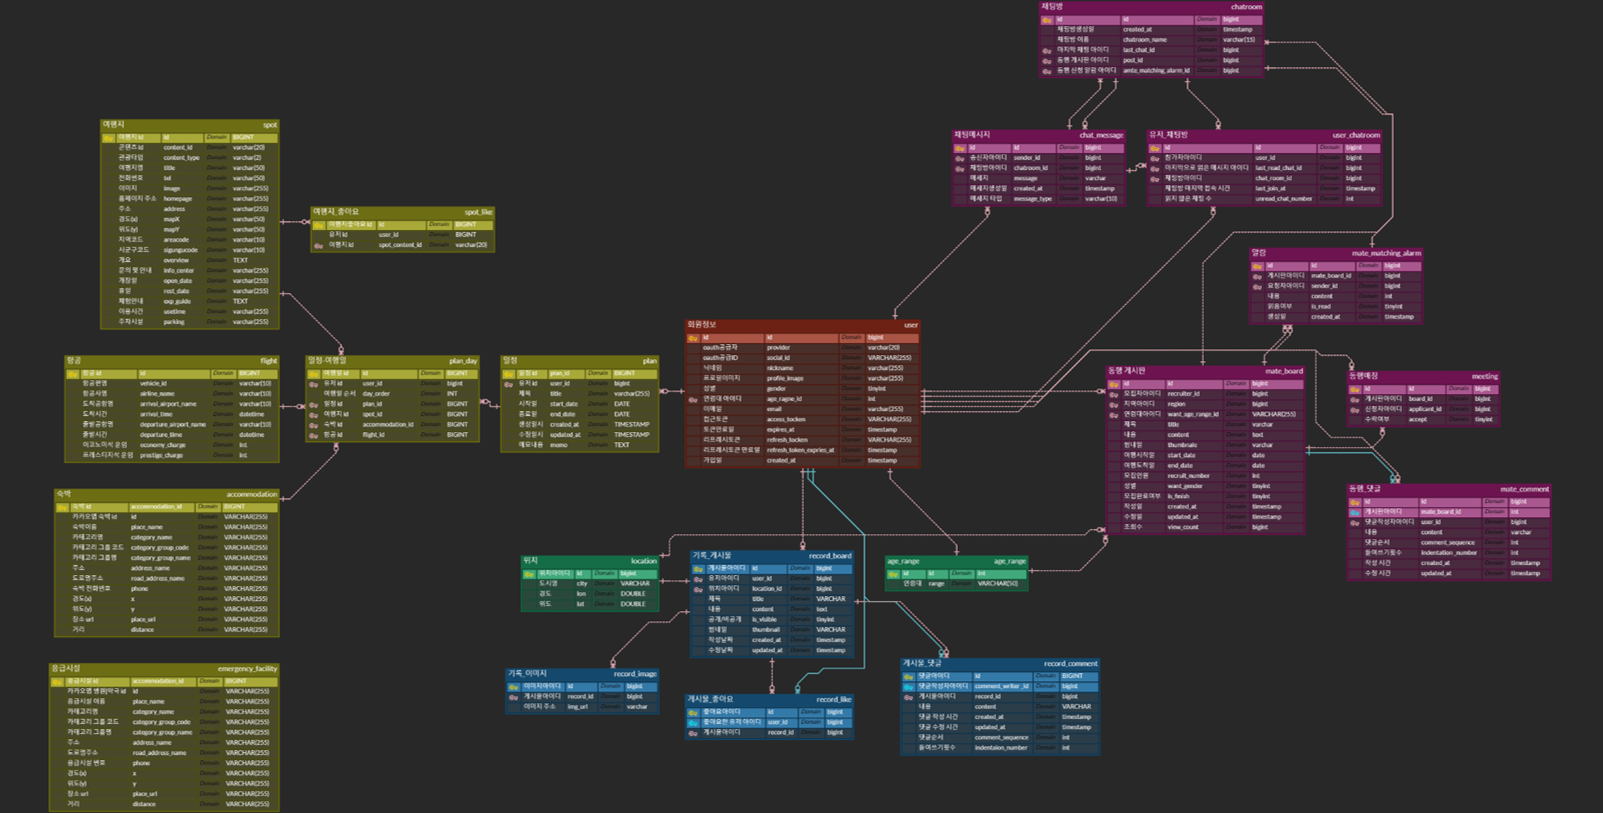 채팅방 chatroom
id id Domain bigint
채팅방생성일 created_at Domain timestamp
채팅방 이름 chatroom_name Domain varchar(15)
마지막 채팅 아이디 last_chat_id Domain bigint
동행 게시판 아이디 post_id Domain bigint
동행 신청 알람 아이디 amte_matching_alarm_id Domain bigint
채팅메시지 chat_message
id id Domain bigint
송신자아이디 sender_id Domain bigint
채팅방아이디 chatroom_id Domain bigint
메세지 message Domain varchar
메세지생성일 created_at Domain timestamp
메세지 타입 message_type Domain varchar(10)
유저_채팅방 user_chatroom
id id Domain bigint
참가자아이디 user_id Domain bigint
마지막으로 읽은 메시지 아이디 last_read_chat_id Domain bigint
채팅방아이디 chat_room_id Domain bigint
채팅방 마지막 접속 시간 last_join_at Domain timestamp
읽지 않은 채팅 수 unread_chat_number Domain int
여행지 spot
여행지 id id Domain BIGINT
콘텐츠 id content_id Domain varchar(20)
관광타입 content_type Domain varchar(2)
여행지명 title Domain varchar(50)
전화번호 tel Domain varchar(50)
이미지 image Domain varchar(255)
홈페이지 주소 homepage Domain varchar(255)
주소 address Domain varchar(255)
경도(x) mapX Domain varchar(50)
위도(y) mapY Domain varchar(50)
지역코드 areacode Domain varchar(10)
시군구코드 sigungucode Domain varchar(10)
개요 overview Domain TEXT
문의 및 안내 info_center Domain varchar(255)
개장일 open_date Domain varchar(255)
휴일 rest_date Domain varchar(255)
체험안내 exp_guide Domain TEXT
이용시간 usetime Domain varchar(255)
주차시설 parking Domain varchar(255)
여행지_좋아요 spot_like
여행지좋아요 id id Domain BIGINT
유저 id user_id Domain BIGINT
여행지 id spot_content_id Domain varchar(20)
알람 mate_matching_alarm
id id Domain bigint
게시판아이디 mate_board_id Domain bigint
요청자아이디 sender_id Domain bigint
내용 content Domain int
읽음여부 is_read Domain tinyint
생성일 created_at Domain timestamp
회원정보 user
id id Domain bigint
oauth공급자 provider Domain varchar(20)
oauth공급ID social_id Domain VARCHAR(255)
닉네임 nickname Domain varchar(255)
프로필이미지 profile_image Domain varchar(255)
성별 gender Domain tinyint
연령대 아이디 age_ragne_id Domain int
이메일 email Domain varchar(255)
접근토큰 access_tocken Domain VARCHAR(255)
토큰만료일 expires_at Domain timestamp
리프레시토큰 refresh_tocken Domain VARCHAR(255)
리프레시토큰 만료일 refresh_token_expries_at Domain timestamp
가입일 created_at Domain timestamp
항공 flight
항공 id id Domain BIGINT
항공편명 vehicle_id Domain varchar(10)
항공사명 airline_name Domain varchar(10)
도착공항명 arrival_airport_name Domain varchar(10)
도착시간 arrival_time Domain datetime
출발공항명 departure_airport_name Domain varchar(10)
출발시간 departure_time Domain datetime
이코노미석 운임 economy_charge Domain int
프레스티지석 운임 prestige_charge Domain int
일정-여행일 plan_day
여행일 id id Domain BIGINT
유저 id user_id Domain bigint
여행일 순서 day_order Domain INT
일정 id plan_id Domain BIGINT
여행지 id spot_id Domain BIGINT
숙박 id accommodation_id Domain BIGINT
항공 id flight_id Domain BIGINT
일정 plan
일정 id plan_id Domain BIGINT
유저 id user_id Domain bigint
제목 title Domain varchar(255)
시작일 start_date Domain DATE
종료일 end_date Domain DATE
생성일시 created_at Domain TIMESTAMP
수정일시 updated_at Domain TIMESTAMP
메모내용 memo Domain TEXT
동행 게시판 mate_board
id id Domain bigint
모집자아이디 recruiter_id Domain bigint
지역아이디 region Domain bigint
연령대아이디 want_age_range_id Domain VARCHAR(255)
제목 title Domain varchar
내용 content Domain text
썸네일 thumbnaile Domain varchar
여행시작일 start_date Domain date
여행도착일 end_date Domain date
모집인원 recruit_number Domain int
성별 want_gender Domain tinyint
모집완료여부 is_finish Domain tinyint
작성일 created_at Domain timestamp
수정일 updated_at Domain timestamp
조회수 view_count Domain bigint
동행매칭 meeting
id id Domain bigint
게시판아이디 board_id Domain bigint
신청자아이디 applicant_id Domain bigint
수락여부 accept Domain tinyint
동행_댓글 mate_comment
id id Domain bigint
게시판아이디 mate_board_id Domain int
댓글작성자아이디 user_id Domain bigint
내용 content Domain varchar
댓글순서 comment_sequence Domain int
들여쓰기횟수 indentation_number Domain int
작성 시간 created_at Domain timestamp
수정 시간 updated_at Domain timestamp
숙박 accommodation
숙박 id accommodation_id Domain BIGINT
카카오맵 숙박 id id Domain VARCHAR(255)
숙박이름 place_name Domain VARCHAR(255)
카테고리명 category_name Domain VARCHAR(255)
카테고리 그룹 코드 category_group_code Domain VARCHAR(255)
카테고리 그룹명 category_group_name Domain VARCHAR(255)
주소 address_name Domain VARCHAR(255)
도로명주소 road_address_name Domain VARCHAR(255)
숙박 전화번호 phone Domain VARCHAR(255)
경도(x) x Domain VARCHAR(255)
위도(y) y Domain VARCHAR(255)
장소 url place_url Domain VARCHAR(255)
거리 distance Domain VARCHAR(255)
위치 location
위치아이디 id Domain bigint
도시명 city Domain VARCHAR
경도 lon Domain DOUBLE
위도 lat Domain DOUBLE
기록_게시물 record_board
게시물아이디 id Domain bigint
유저아이디 user_id Domain bigint
위치아이디 location_id Domain bigint
제목 title Domain VARCHAR
내용 content Domain text
공개/비공개 is_visible Domain tinyint
썸네일 thumbnail Domain VARCHAR
작성날짜 created_at Domain timestamp
수정날짜 updated_at Domain timestamp
age_range age_range
id id Domain int
연령대 range Domain VARCHAR(50)
응급시설 emergency_facility
응급시설 id accommodation_id Domain BIGINT
카카오맵 병원|약국 id id Domain VARCHAR(255)
응급시설 이름 place_name Domain VARCHAR(255)
카테고리명 category_name Domain VARCHAR(255)
카테고리 그룹 코드 category_group_code Domain VARCHAR(255)
카테고리 그룹명 category_group_name Domain VARCHAR(255)
주소 address_name Domain VARCHAR(255)
도로명주소 road_address_name Domain VARCHAR(255)
응급시설 번호 phone Domain VARCHAR(255)
경도(x) x Domain VARCHAR(255)
위도(y) y Domain VARCHAR(255)
장소 url place_url Domain VARCHAR(255)
거리 distance Domain VARCHAR(255)
기록_이미지 record_image
이미지아이디 id Domain bigint
게시물아이디 record_id Domain bigint
이미지 주소 img_url Domain varchar
게시물_좋아요 record_like
좋아요아이디 id Domain bigint
좋아요한 유저 아이디 user_id Domain bigint
게시물아이디 record_id Domain bigint
게시물_댓글 record_comment
댓글아이디 id Domain BIGINT
댓글작성자아이디 comment_writer_id Domain bigint
게시물아이디 record_id Domain bigint
내용 content Domain VARCHAR
댓글 작성 시간 created_at Domain timestamp
댓글 수정 시간 updated_at Domain timestamp
댓글순서 comment_sequence Domain int
들여쓰기횟수 indentaion_number Domain int